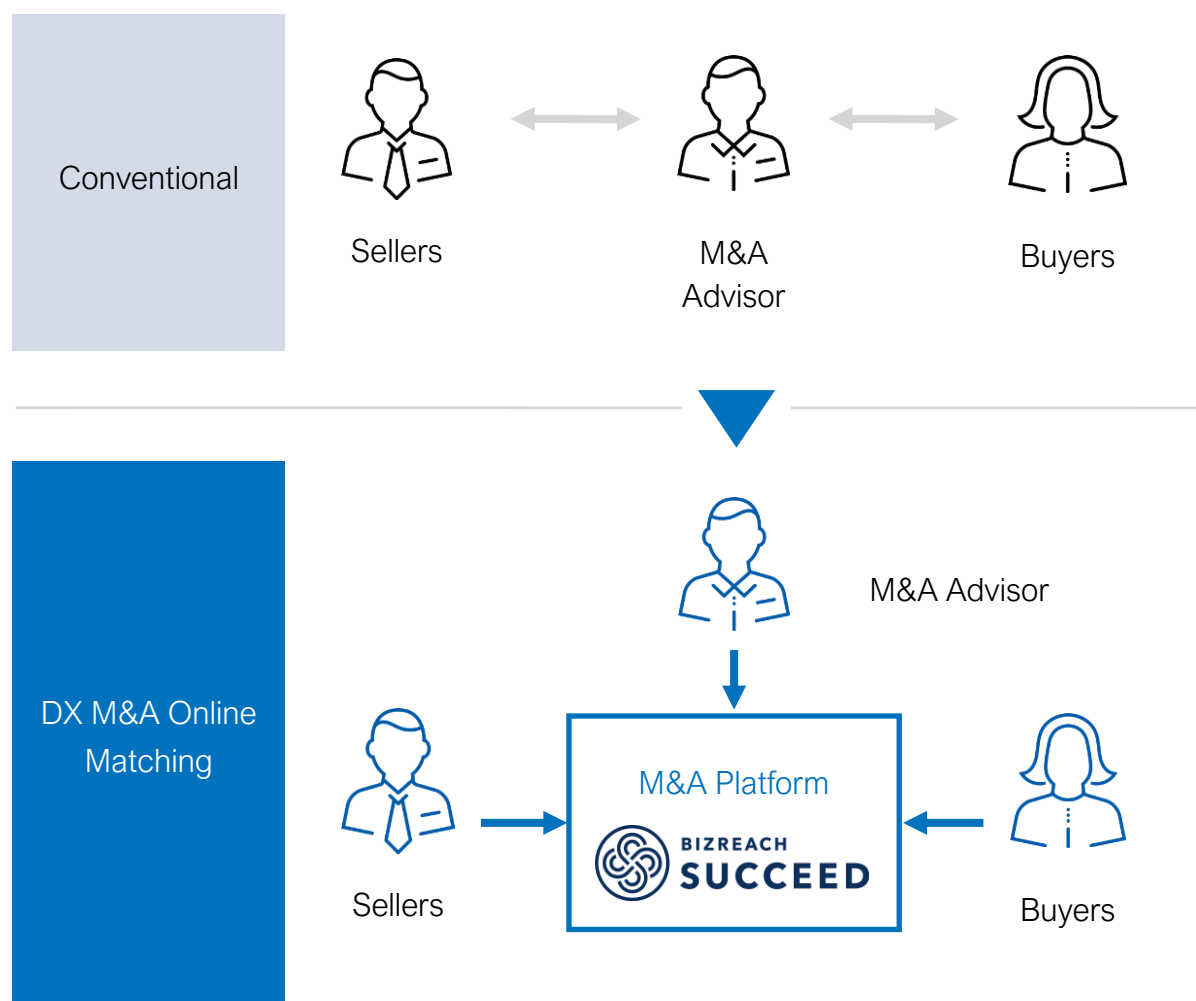 Conventional
Sellers
M&A
Advisor
Buyers
DX M&A Online
Matching
M&A Advisor
M&A Platform
BIZREACH
SUCCEED
Sellers
Buyers